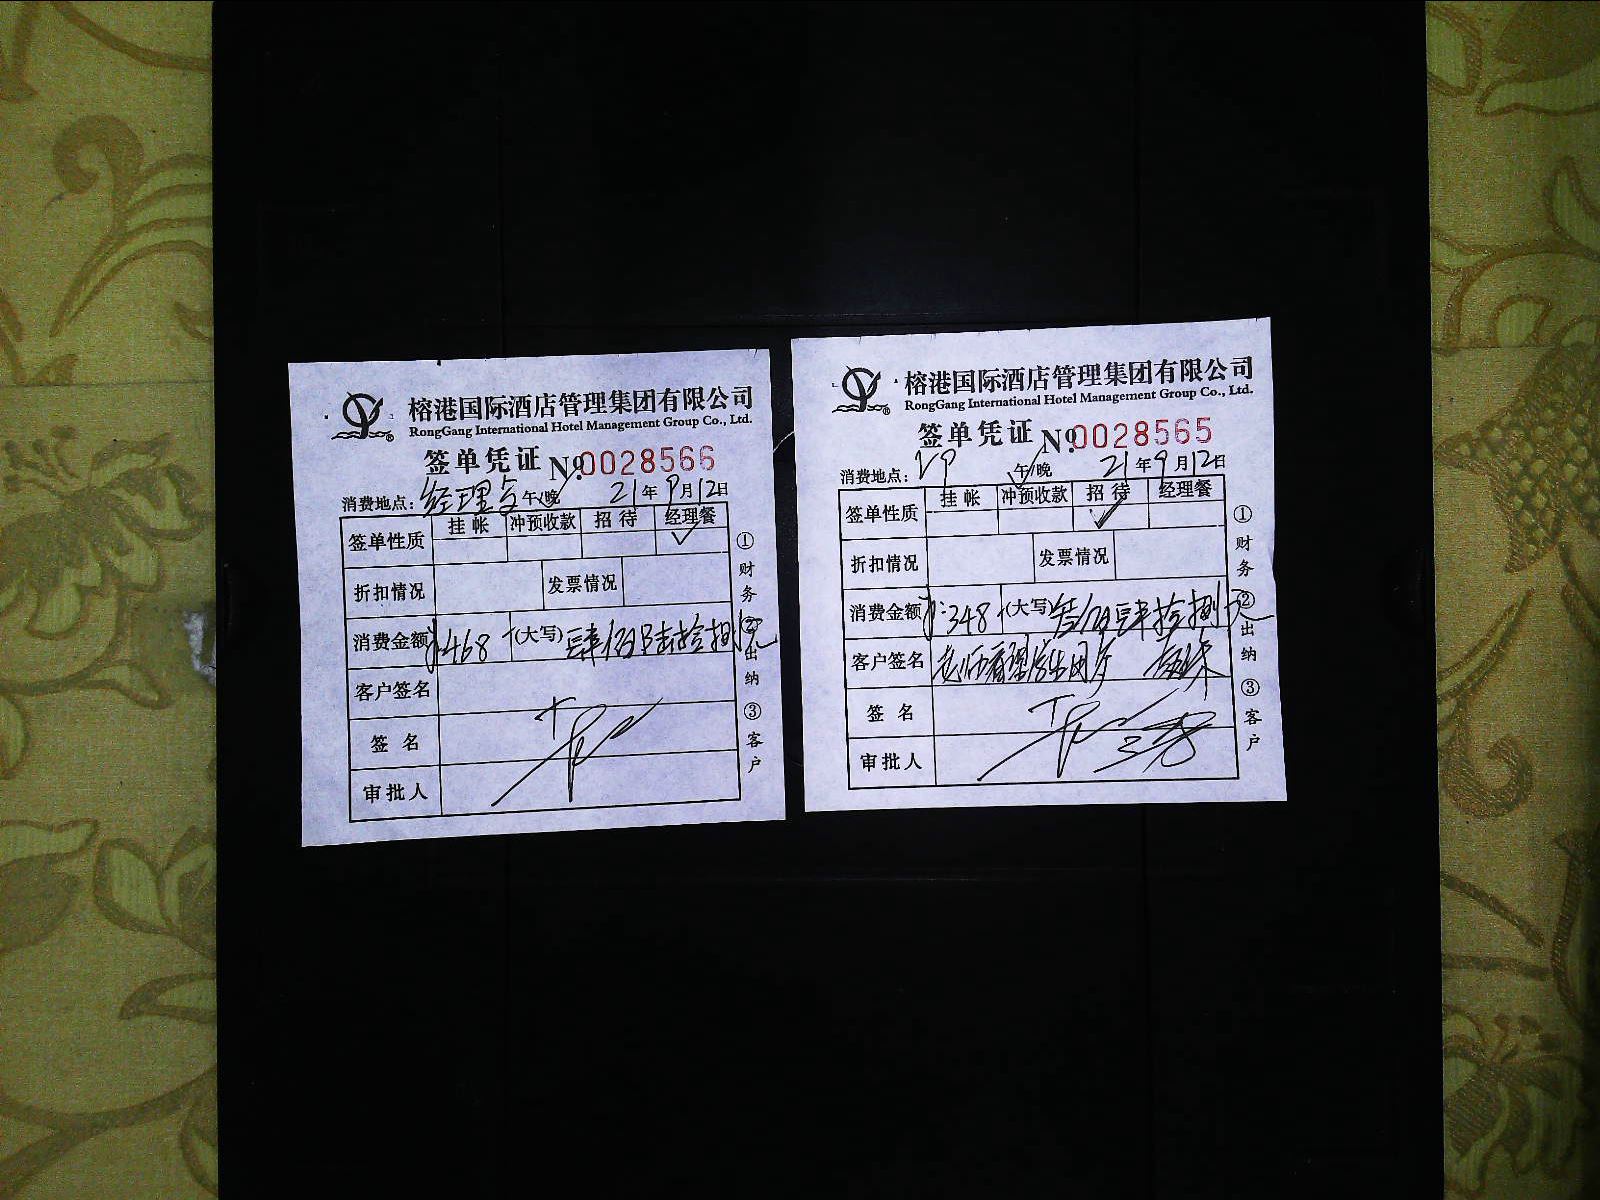 榕港国际酒店管理集团有限公司
RongGang International Hotel Management Group Co., Ltd.
签单凭证 No.0028566
消费地点: 经理 午/晚 21年9月12日
签单性质 挂帐 冲预收款 招待 经理餐
✓
折扣情况 发票情况
消费金额 ¥468 (大写) 肆佰陆拾捌元
客户签名
签名
审批人
①财务 ②出纳 ③客户
榕港国际酒店管理集团有限公司
RongGang International Hotel Management Group Co., Ltd.
签单凭证 No.0028565
消费地点: 午/晚 21年9月12日
签单性质 挂帐 冲预收款 招待 经理餐
✓
折扣情况 发票情况
消费金额 ¥:348 (大写) 叁佰肆拾捌元
客户签名
签名
审批人
①财务 ②出纳 ③客户